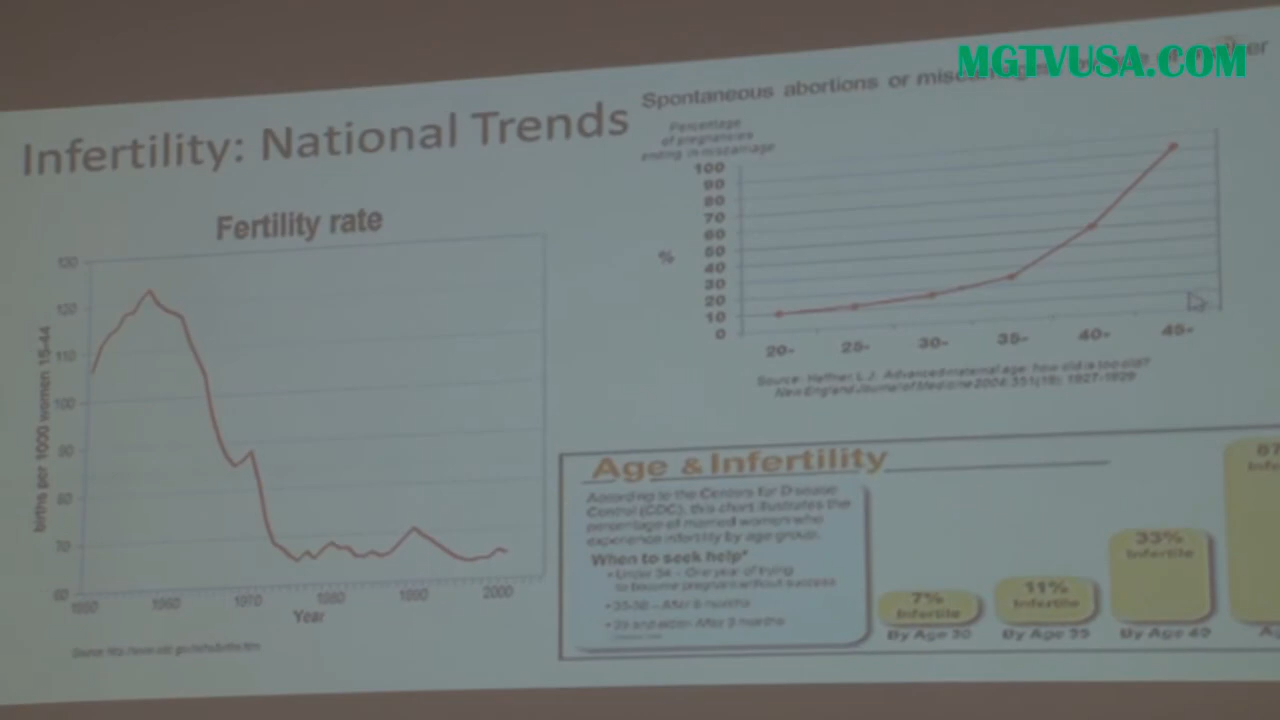 MGTVUSA.COM
Infertility: National Trends
Spontaneous abortions or
Percentage
of pregnancies
ending in miscarriage
100
90
80
70
60
50
40
30
20
10
0
%
20-
25-
30-
35-
40-
45-
Source: Heffner L.J. Advanced maternal age: how old is too old?
New England Journal of Medicine 2004: 351(19): 1927-1929
Fertility rate
births per 1000 women 15-44
130
120
110
100
90
80
70
60
1950
1960
1970
1980
1990
2000
Year
Age & Infertility
According to the Centers for Disease
Control (CDC), this chart illustrates the
percentage of married women who
experience infertility by age group.
When to seek help*
One year of trying
to become pregnant without success
After 6 months
• 39 and older- After 3 months
7%
Infertile
By Age 30
11%
Infertile
By Age 35
33%
Infertile
By Age 40